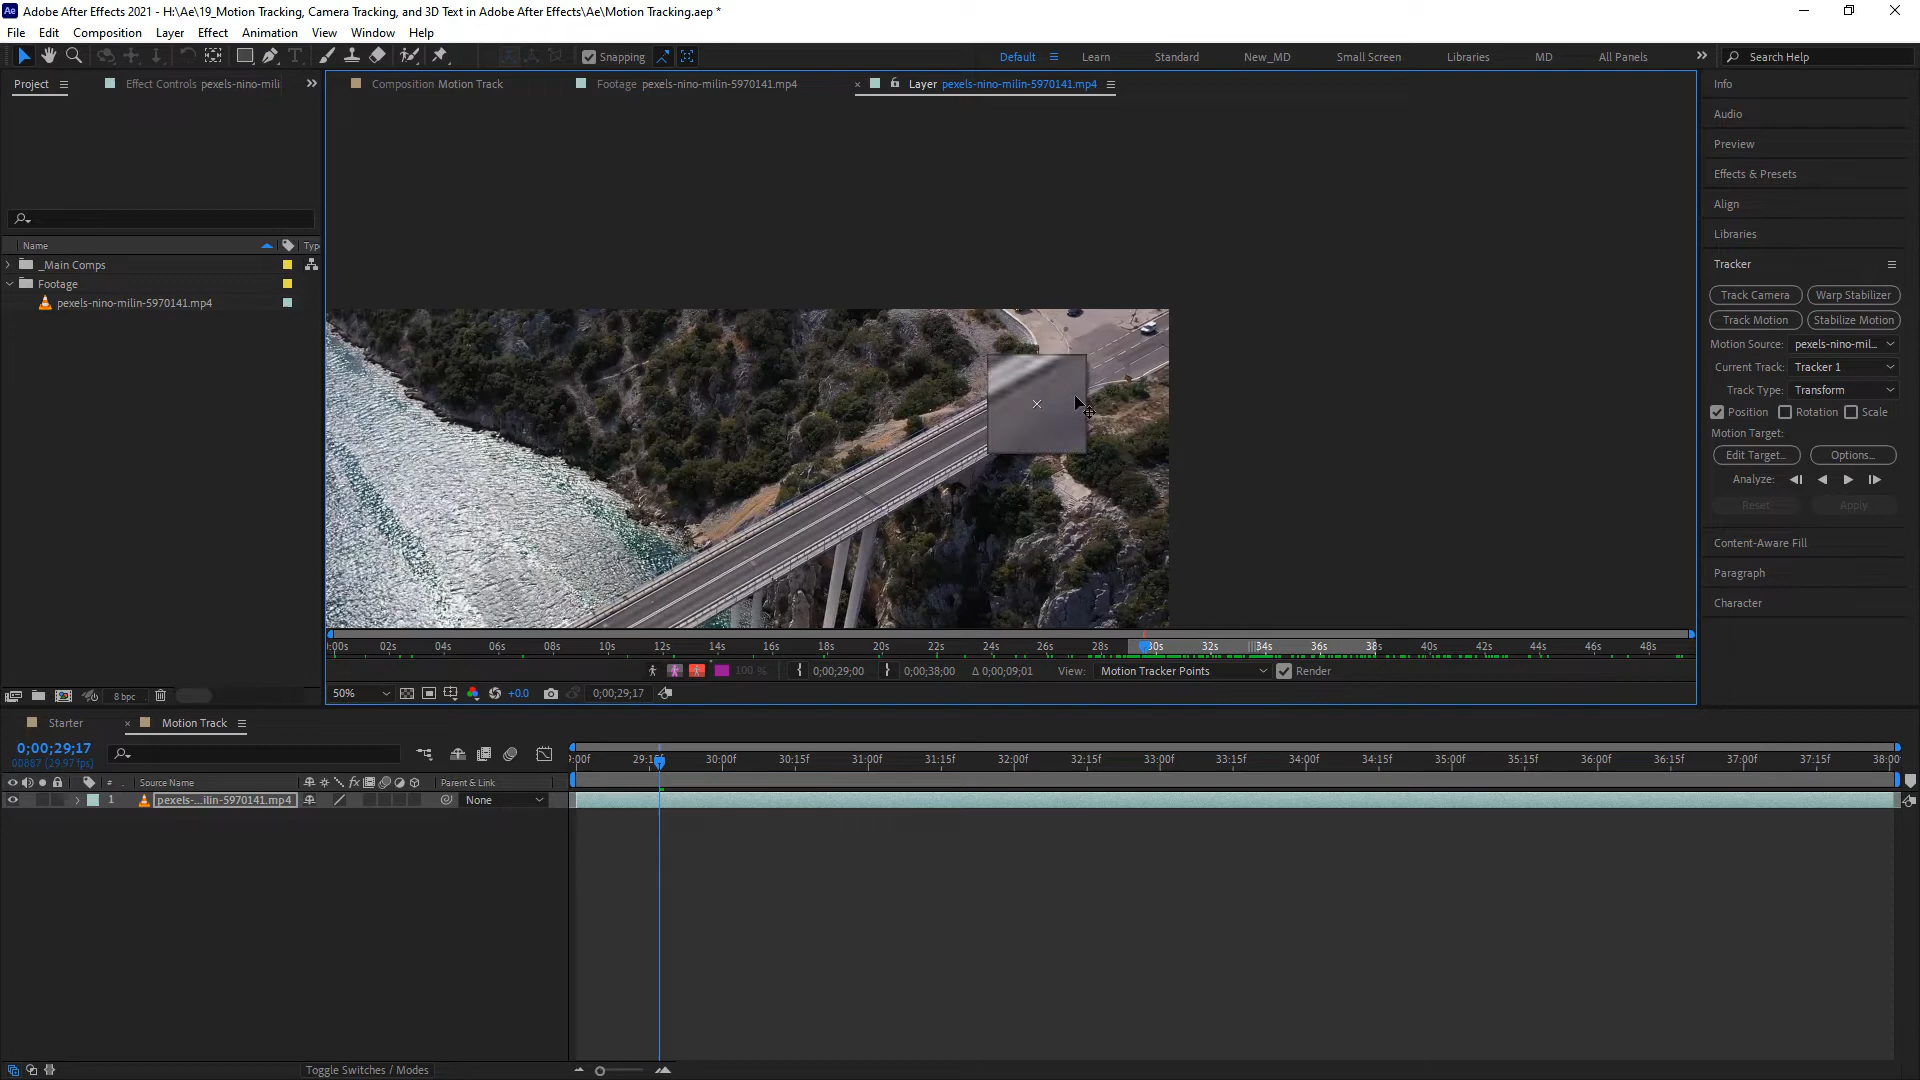 Ae Adobe After Effects 2021 - H:\Ae\19_Motion Tracking, Camera Tracking, and 3D Text in Adobe After Effects\Ae\Motion Tracking.aep *
File Edit Composition Layer Effect Animation View Window Help
Snapping Default Learn Standard New_MD Small Screen Libraries MD All Panels Search Help
Project Effect Controls pexels-nino-mili
Composition Motion Track Footage pexels-nino-milin-5970141.mp4 Layer pexels-nino-milin-5970141.mp4
Name Typ
_Main Comps
Footage
pexels-nino-milin-5970141.mp4
8 bpc
:00s 02s 04s 06s 08s 10s 12s 14s 16s 18s 20s 22s 24s 26s 28s 30s 32s 34s 36s 38s 40s 42s 44s 46s 48s
100 % 0;00;29;00 0;00;38;00 Δ 0;00;09;01 View: Motion Tracker Points Render
50% +0.0 0;00;29;17
Info
Audio
Preview
Effects & Presets
Align
Libraries
Tracker
Track Camera Warp Stabilizer
Track Motion Stabilize Motion
Motion Source: pexels-nino-mil...
Current Track: Tracker 1
Track Type: Transform
Position Rotation Scale
Motion Target:
Edit Target... Options...
Analyze:
Reset Apply
Content-Aware Fill
Paragraph
Character
Starter Motion Track
0;00;29;17
00887 (29.97 fps)
:00f 29:15f 30:00f 30:15f 31:00f 31:15f 32:00f 32:15f 33:00f 33:15f 34:00f 34:15f 35:00f 35:15f 36:00f 36:15f 37:00f 37:15f 38:00
# Source Name fx Parent & Link
1 pexels-...ilin-5970141.mp4 None
Toggle Switches / Modes